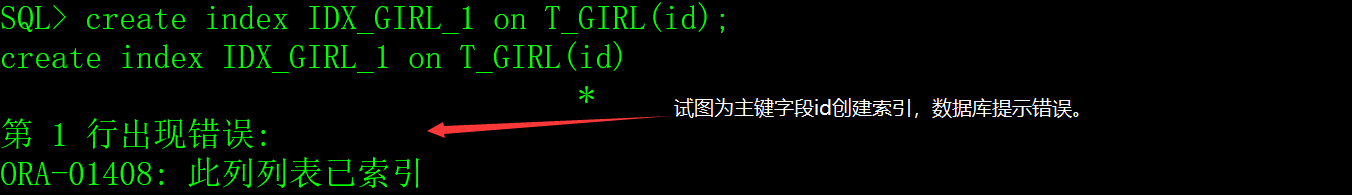 SQL> create index IDX_GIRL_1 on T_GIRL(id);
create index IDX_GIRL_1 on T_GIRL(id)
*
试图为主键字段id创建索引，数据库提示错误。
第 1 行出现错误:
ORA-01408: 此列列表已索引